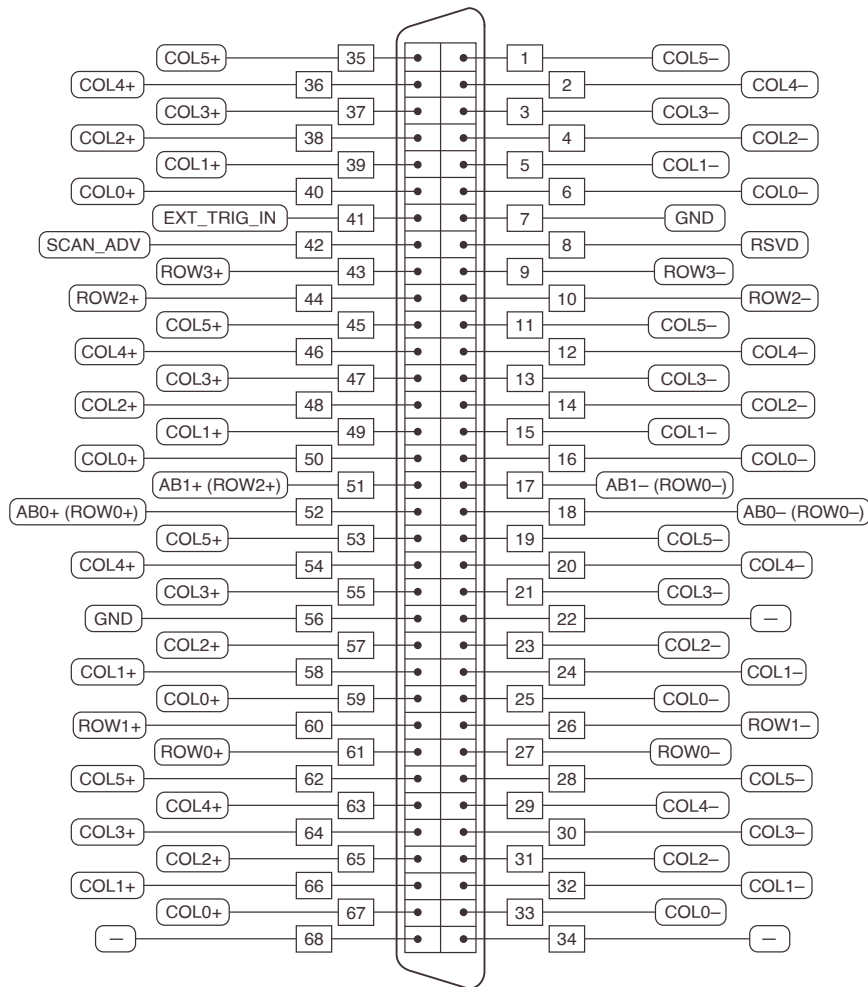 COL5+ 35 1 COL5–
COL4+ 36 2 COL4–
COL3+ 37 3 COL3–
COL2+ 38 4 COL2–
COL1+ 39 5 COL1–
COL0+ 40 6 COL0–
EXT_TRIG_IN 41 7 GND
SCAN_ADV 42 8 RSVD
ROW3+ 43 9 ROW3–
ROW2+ 44 10 ROW2–
COL5+ 45 11 COL5–
COL4+ 46 12 COL4–
COL3+ 47 13 COL3–
COL2+ 48 14 COL2–
COL1+ 49 15 COL1–
COL0+ 50 16 COL0–
AB1+ (ROW2+) 51 17 AB1– (ROW0–)
AB0+ (ROW0+) 52 18 AB0– (ROW0–)
COL5+ 53 19 COL5–
COL4+ 54 20 COL4–
COL3+ 55 21 COL3–
GND 56 22 —
COL2+ 57 23 COL2–
COL1+ 58 24 COL1–
COL0+ 59 25 COL0–
ROW1+ 60 26 ROW1–
ROW0+ 61 27 ROW0–
COL5+ 62 28 COL5–
COL4+ 63 29 COL4–
COL3+ 64 30 COL3–
COL2+ 65 31 COL2–
COL1+ 66 32 COL1–
COL0+ 67 33 COL0–
— 68 34 —